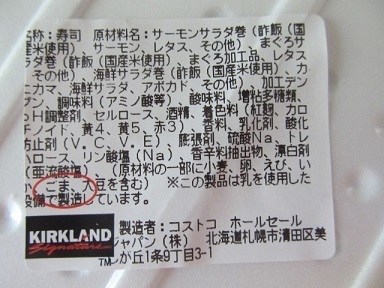 名称：寿司 原材料名：サーモンサラダ巻（酢飯（国
産米使用）、サーモン、レタス、その他）、まぐろサ
ラダ巻（酢飯（国産米使用）、まぐろ加工品、レタス
、その他）、海鮮サラダ巻（酢飯（国産米使用）、カ
ニカマ、海鮮サラダ、アボカド、その他）、加工デン
プン、調味料（アミノ酸等）、酸味料、増粘多糖類、
pH調整剤、セルロース、酒精、着色料（紅麹、カロ
チノイド、黄4、黄5、赤3）、香料、乳化剤、酸化
防止剤（V．C、V．E）、膨張剤、硫酸Na、トレ
ハロース、リン酸塩（Na）、香辛料抽出物、漂白剤
（亜流酸塩）、（原材料の一部に小麦、卵、えび、い
か、ごま、大豆を含む） ※この製品は乳を使用した
設備で製造しています。
KIRKLAND
Signature
TM
製造者：コストコ ホールセール
ジャパン（株） 北海道札幌市清田区美
しが丘1条9丁目3-1